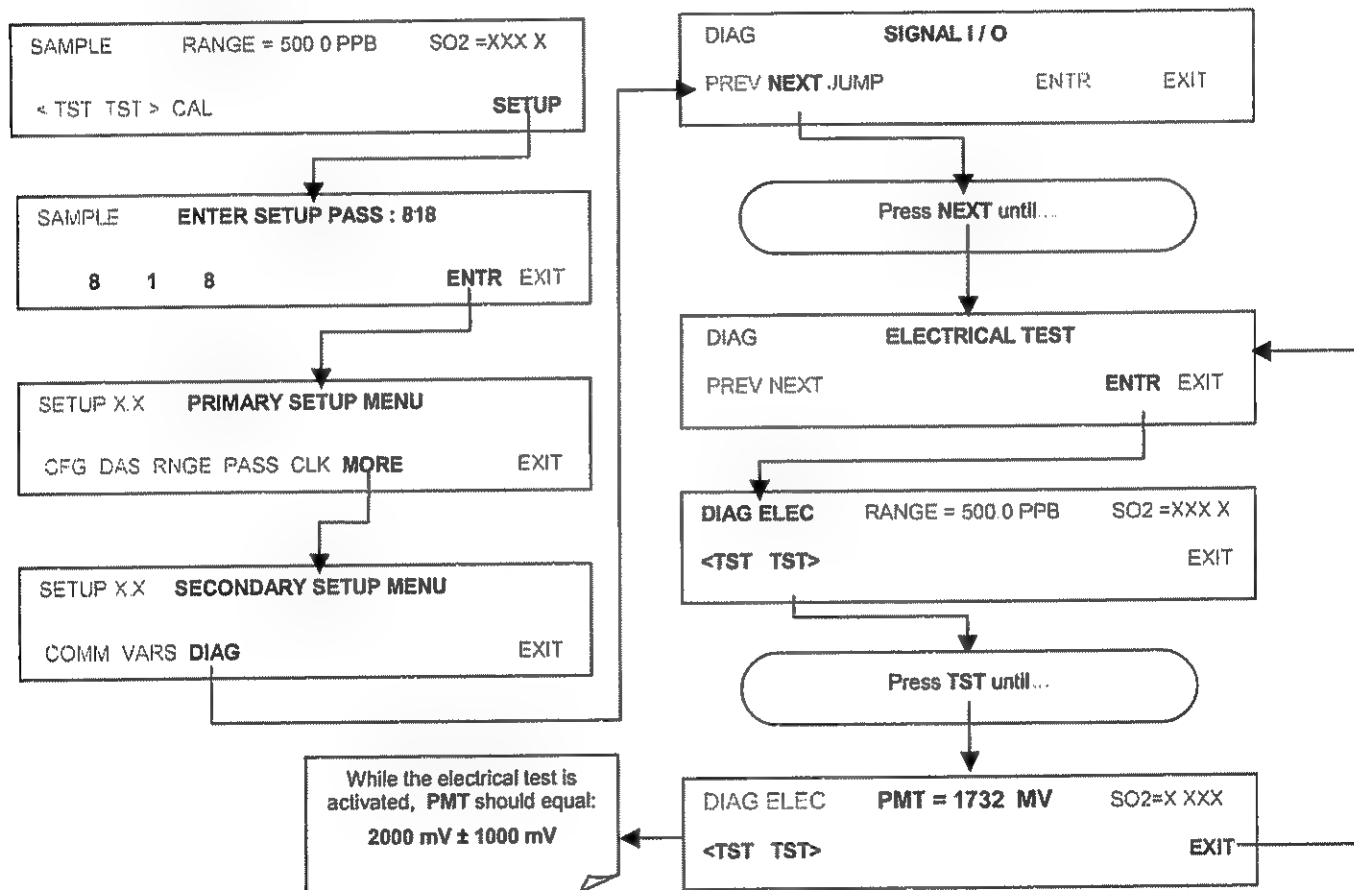 SAMPLE RANGE = 500 0 PPB SO2 =XXX X
< TST TST > CAL SETUP
SAMPLE ENTER SETUP PASS : 818
8 1 8 ENTR EXIT
SETUP X.X PRIMARY SETUP MENU
CFG DAS RNGE PASS CLK MORE EXIT
SETUP X.X SECONDARY SETUP MENU
COMM VARS DIAG EXIT
DIAG SIGNAL I / O
PREV NEXT JUMP ENTR EXIT
Press NEXT until...
DIAG ELECTRICAL TEST
PREV NEXT ENTR EXIT
DIAG ELEC RANGE = 500.0 PPB SO2 =XXX X
<TST TST> EXIT
Press TST until...
DIAG ELEC PMT = 1732 MV SO2=X XXX
<TST TST> EXIT
While the electrical test is
activated, PMT should equal:
2000 mV ± 1000 mV